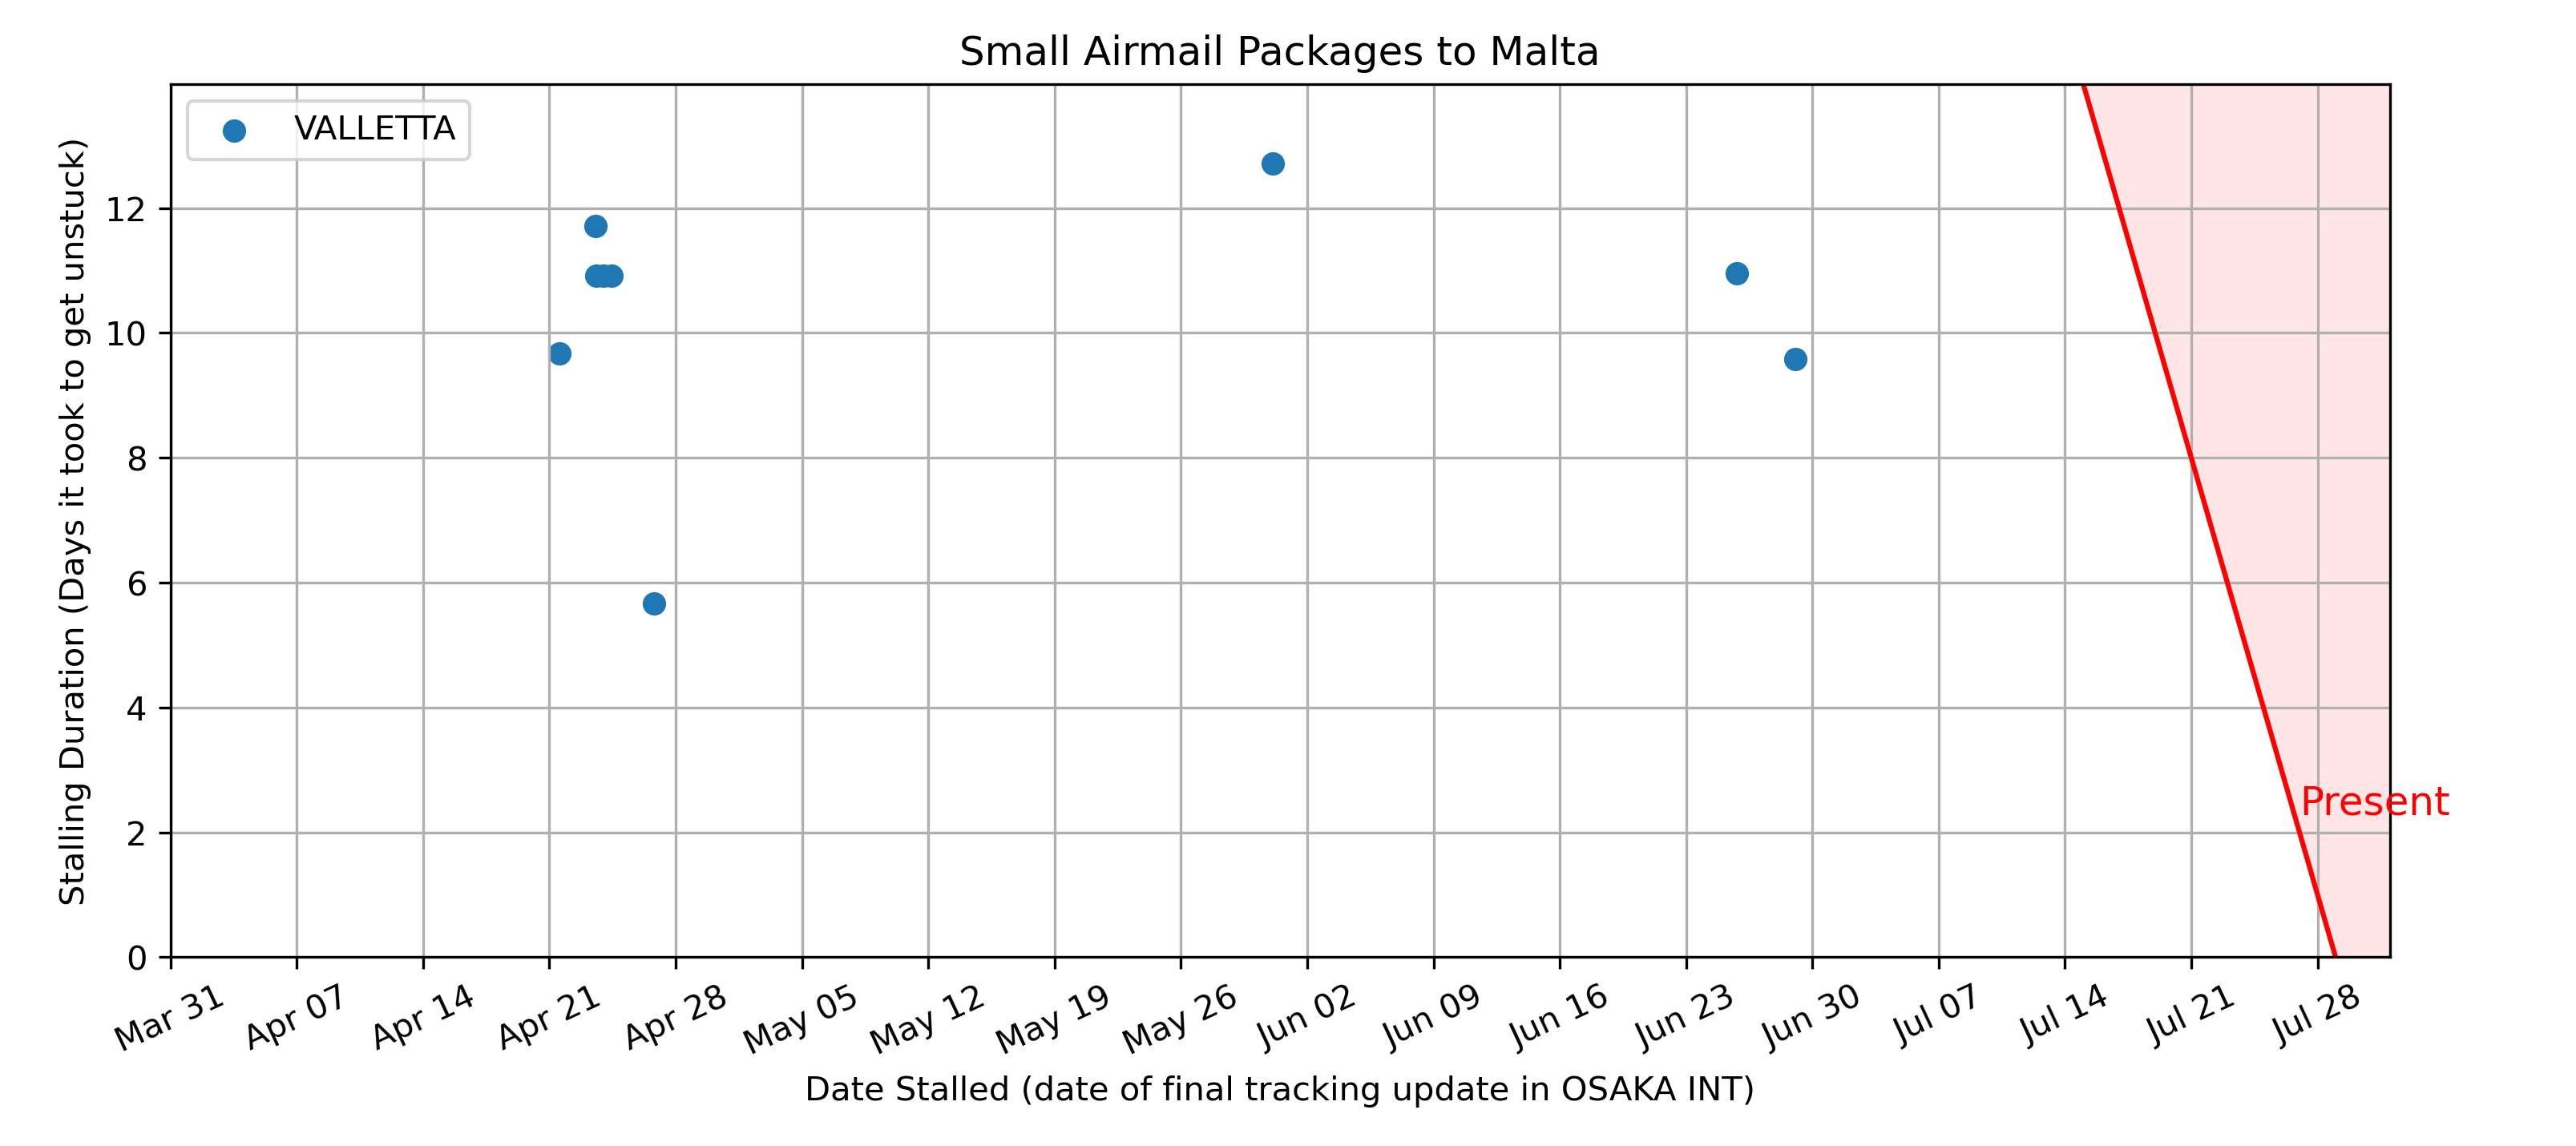 Small Airmail Packages to Malta
VALLETTA
Stalling Duration (Days it took to get unstuck)
12
10
8
6
4
2
0
Present
Mar 31
Apr 07
Apr 14
Apr 21
Apr 28
May 05
May 12
May 19
May 26
Jun 02
Jun 09
Jun 16
Jun 23
Jun 30
Jul 07
Jul 14
Jul 21
Jul 28
Date Stalled (date of final tracking update in OSAKA INT)